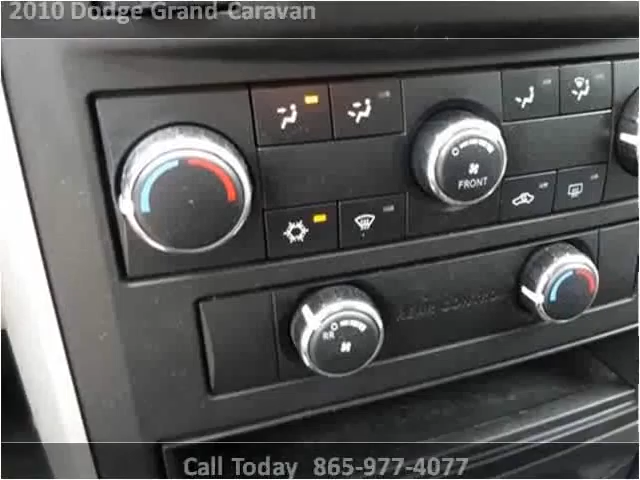 2010 Dodge Grand Caravan
FRONT
REAR CONTROL
RR
Call Today 865-977-4077